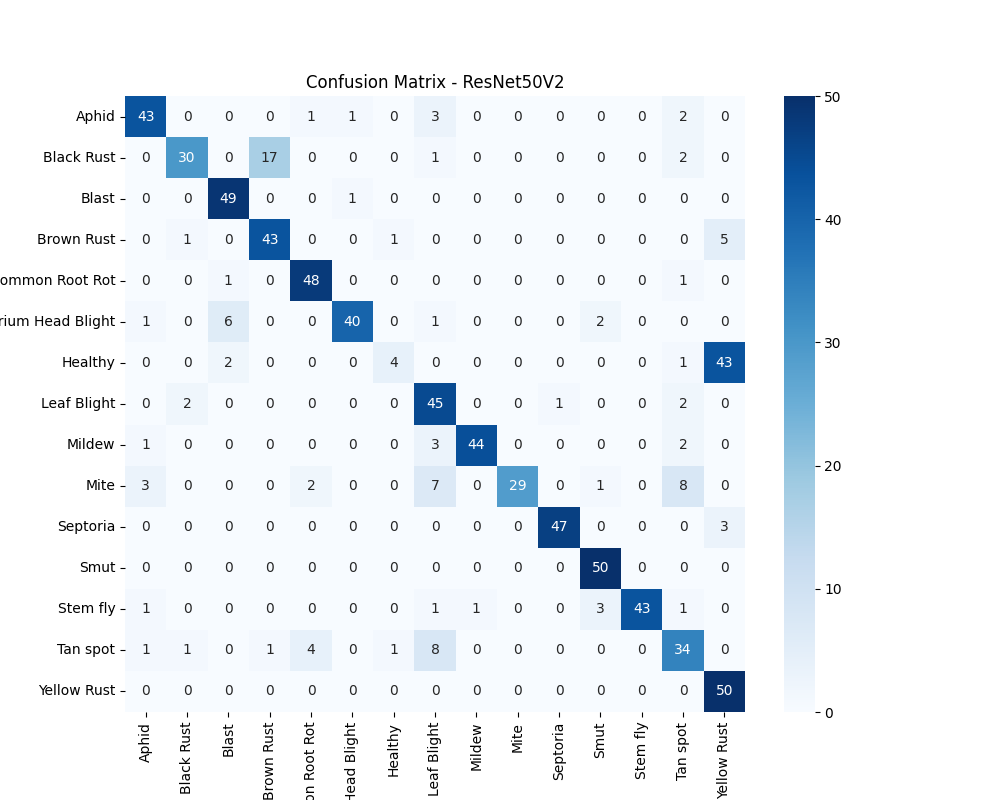 Confusion Matrix - ResNet50V2
Aphid 43 0 0 0 1 1 0 3 0 0 0 0 0 2 0
Black Rust 0 30 0 17 0 0 0 1 0 0 0 0 0 2 0
Blast 0 0 49 0 0 1 0 0 0 0 0 0 0 0 0
Brown Rust 0 1 0 43 0 0 1 0 0 0 0 0 0 0 5
ommon Root Rot 0 0 1 0 48 0 0 0 0 0 0 0 0 1 0
rium Head Blight 1 0 6 0 0 40 0 1 0 0 0 2 0 0 0
Healthy 0 0 2 0 0 0 4 0 0 0 0 0 0 1 43
Leaf Blight 0 2 0 0 0 0 0 45 0 0 1 0 0 2 0
Mildew 1 0 0 0 0 0 0 3 44 0 0 0 0 2 0
Mite 3 0 0 0 2 0 0 7 0 29 0 1 0 8 0
Septoria 0 0 0 0 0 0 0 0 0 0 47 0 0 0 3
Smut 0 0 0 0 0 0 0 0 0 0 0 50 0 0 0
Stem fly 1 0 0 0 0 0 0 1 1 0 0 3 43 1 0
Tan spot 1 1 0 1 4 0 1 8 0 0 0 0 0 34 0
Yellow Rust 0 0 0 0 0 0 0 0 0 0 0 0 0 0 50
Aphid
Black Rust
Blast
Brown Rust
on Root Rot
Head Blight
Healthy
Leaf Blight
Mildew
Mite
Septoria
Smut
Stem fly
Tan spot
Yellow Rust
50
40
30
20
10
0